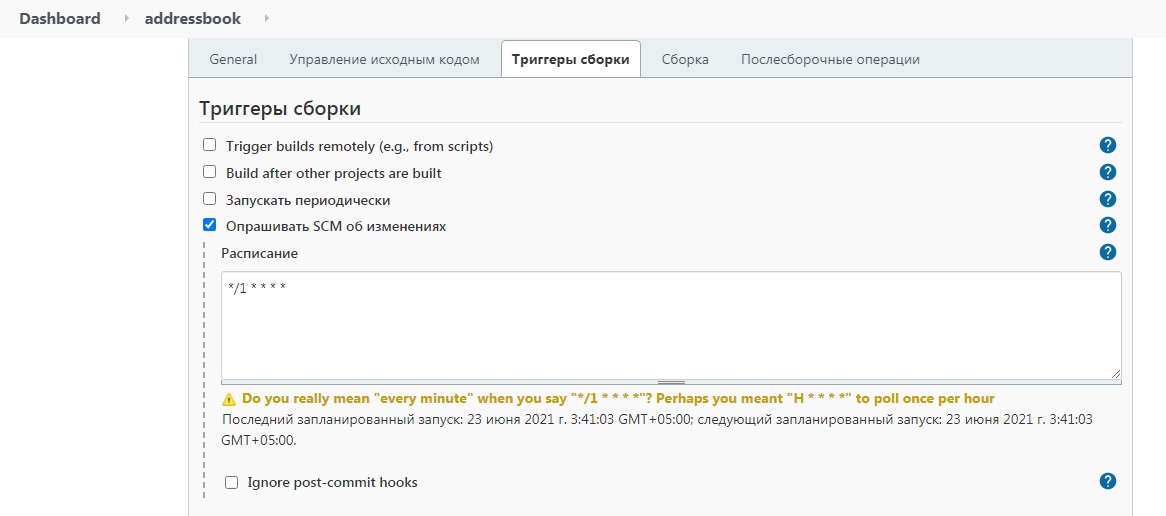 Dashboard addressbook
General Управление исходным кодом Триггеры сборки Сборка Послесборочные операции
Триггеры сборки
Trigger builds remotely (e.g., from scripts) ?
Build after other projects are built ?
Запускать периодически ?
Опрашивать SCM об изменениях ?
Расписание ?
*/1 * * * *
Do you really mean "every minute" when you say "*/1 * * * *"? Perhaps you meant "H * * * *" to poll once per hour
Последний запланированный запуск: 23 июня 2021 г. 3:41:03 GMT+05:00; следующий запланированный запуск: 23 июня 2021 г. 3:41:03
GMT+05:00.
Ignore post-commit hooks ?